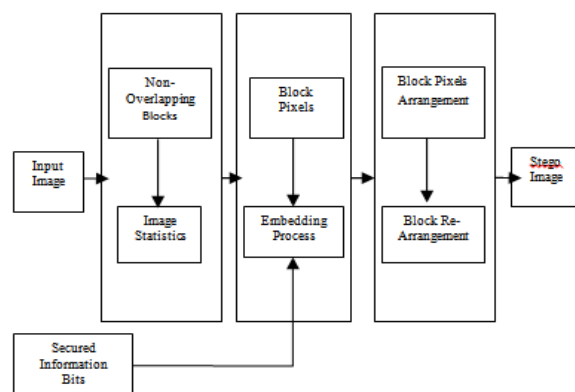 Non-
Overlapping
Blocks
Block
Pixels
Block Pixels
Arrangement
Input
Image
Stego
Image
Image
Statistics
Embedding
Process
Block Re-
Arrangement
Secured
Information
Bits